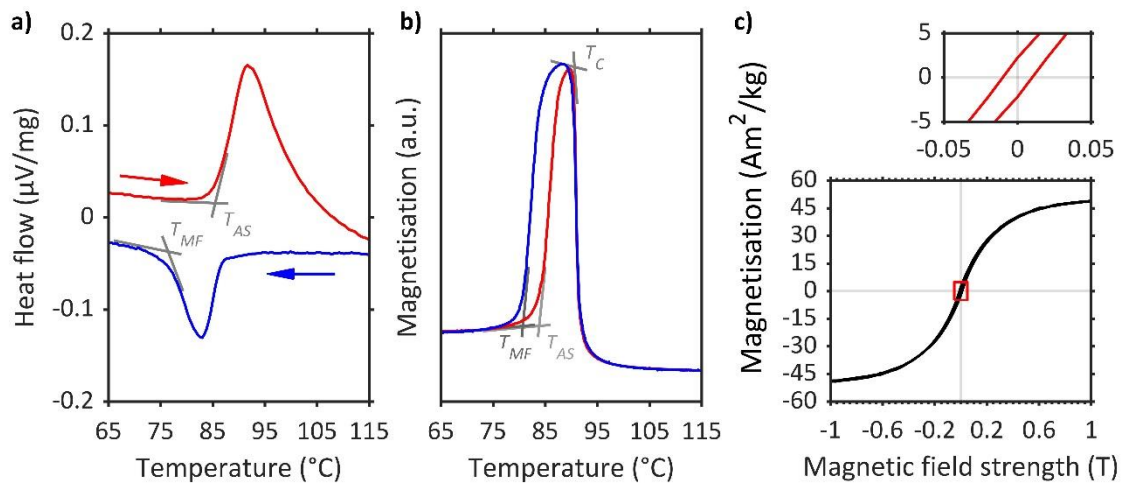 a)
Heat flow (µV/mg)
0.2
0.1
0
-0.1
-0.2
T_AS
T_MF
65 75 85 95 105 115
Temperature (°C)
b)
Magnetisation (a.u.)
T_C
T_MF
T_AS
65 75 85 95 105 115
Temperature (°C)
c)
5
0
-5
-0.05 0 0.05
Magnetisation (Am²/kg)
60
45
30
15
0
-15
-30
-45
-60
-1 -0.6 -0.2 0.2 0.6 1
Magnetic field strength (T)